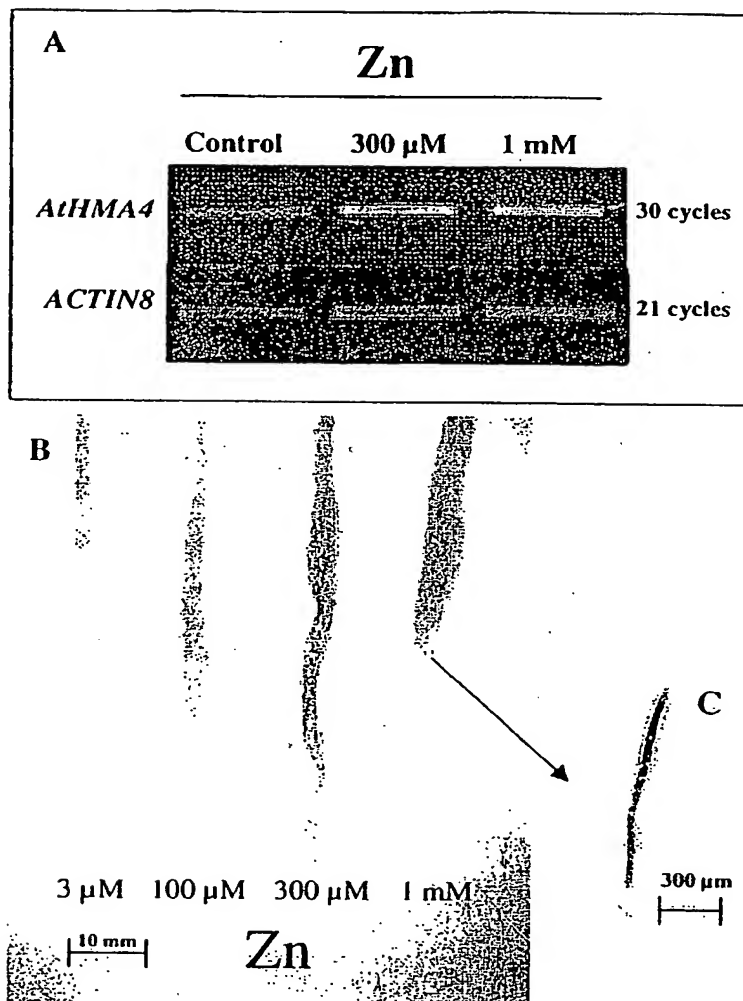 A
Zn
Control 300 µM 1 mM
AtHMA4 30 cycles
ACTIN8 21 cycles
B
C
3 µM 100 µM 300 µM 1 mM
300 µm
10 mm
Zn